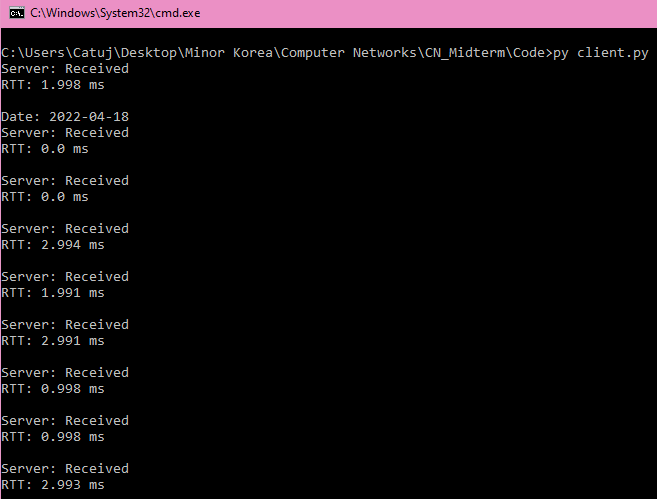 C:\Windows\System32\cmd.exe
C:\Users\Catuj\Desktop\Minor Korea\Computer Networks\CN_Midterm\Code>py client.py
Server: Received
RTT: 1.998 ms
Date: 2022-04-18
Server: Received
RTT: 0.0 ms
Server: Received
RTT: 0.0 ms
Server: Received
RTT: 2.994 ms
Server: Received
RTT: 1.991 ms
Server: Received
RTT: 2.991 ms
Server: Received
RTT: 0.998 ms
Server: Received
RTT: 0.998 ms
Server: Received
RTT: 2.993 ms